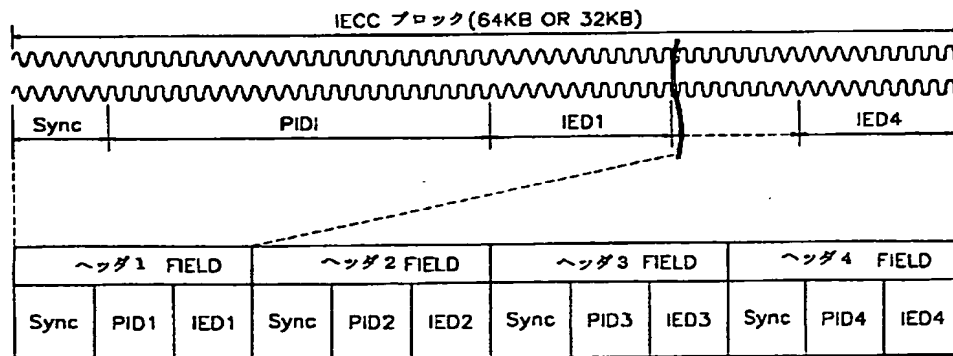 IECC ブロック(64KB OR 32KB)
Sync PIDI IED1 IED4
ヘッダ1 FIELD ヘッダ2 FIELD ヘッダ3 FIELD ヘッダ4 FIELD
Sync PID1 IED1 Sync PID2 IED2 Sync PID3 IED3 Sync PID4 IED4